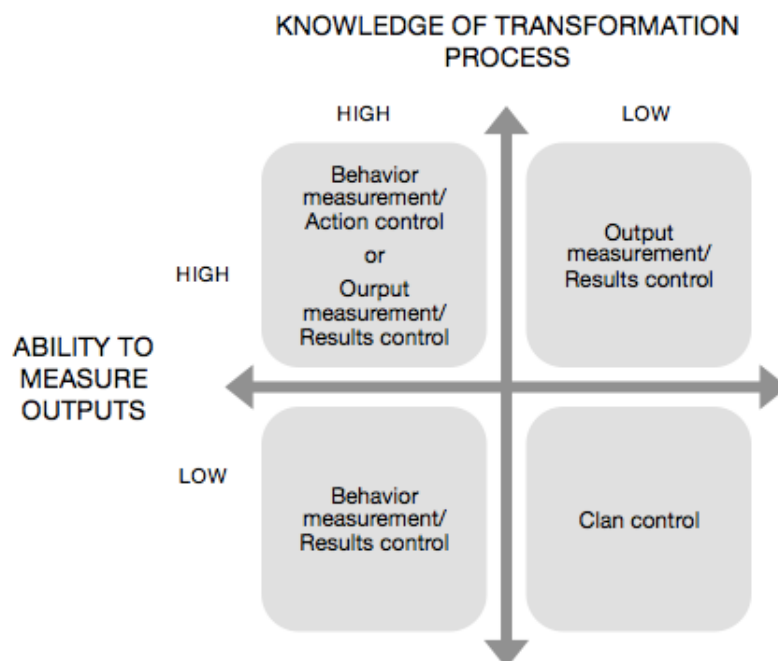 KNOWLEDGE OF TRANSFORMATION
PROCESS
HIGH
LOW
HIGH
Behavior
measurement/
Action control
or
Ourput
measurement/
Results control
Output
measurement/
Results control
ABILITY TO
MEASURE
OUTPUTS
LOW
Behavior
measurement/
Results control
Clan control